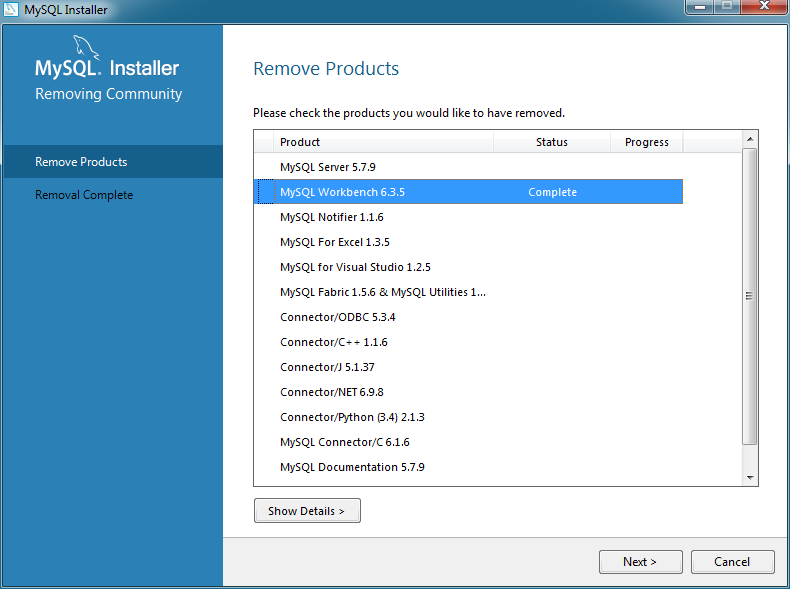 MySQL Installer
MySQL. Installer
Removing Community
Remove Products
Removal Complete
Remove Products
Please check the products you would like to have removed.
Product Status Progress
MySQL Server 5.7.9
MySQL Workbench 6.3.5 Complete
MySQL Notifier 1.1.6
MySQL For Excel 1.3.5
MySQL for Visual Studio 1.2.5
MySQL Fabric 1.5.6 & MySQL Utilities 1...
Connector/ODBC 5.3.4
Connector/C++ 1.1.6
Connector/J 5.1.37
Connector/NET 6.9.8
Connector/Python (3.4) 2.1.3
MySQL Connector/C 6.1.6
MySQL Documentation 5.7.9
Show Details >
Next > Cancel